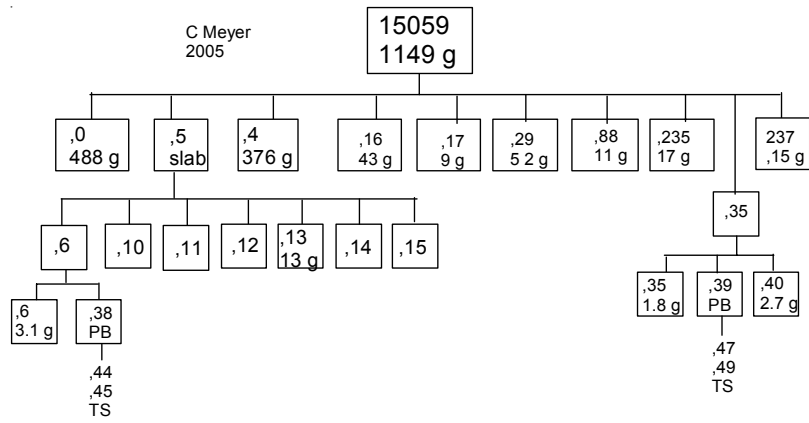 C Meyer
2005
15059
1149 g
,0
488 g
,5
slab
,4
376 g
,16
43 g
,17
9 g
,29
5 2 g
,88
11 g
,235
17 g
237
,15 g
,35
,6
,10
,11
,12
,13
13 g
,14
,15
,6
3.1 g
,38
PB
,35
1.8 g
,39
PB
,40
2.7 g
,44
,45
TS
,47
,49
TS